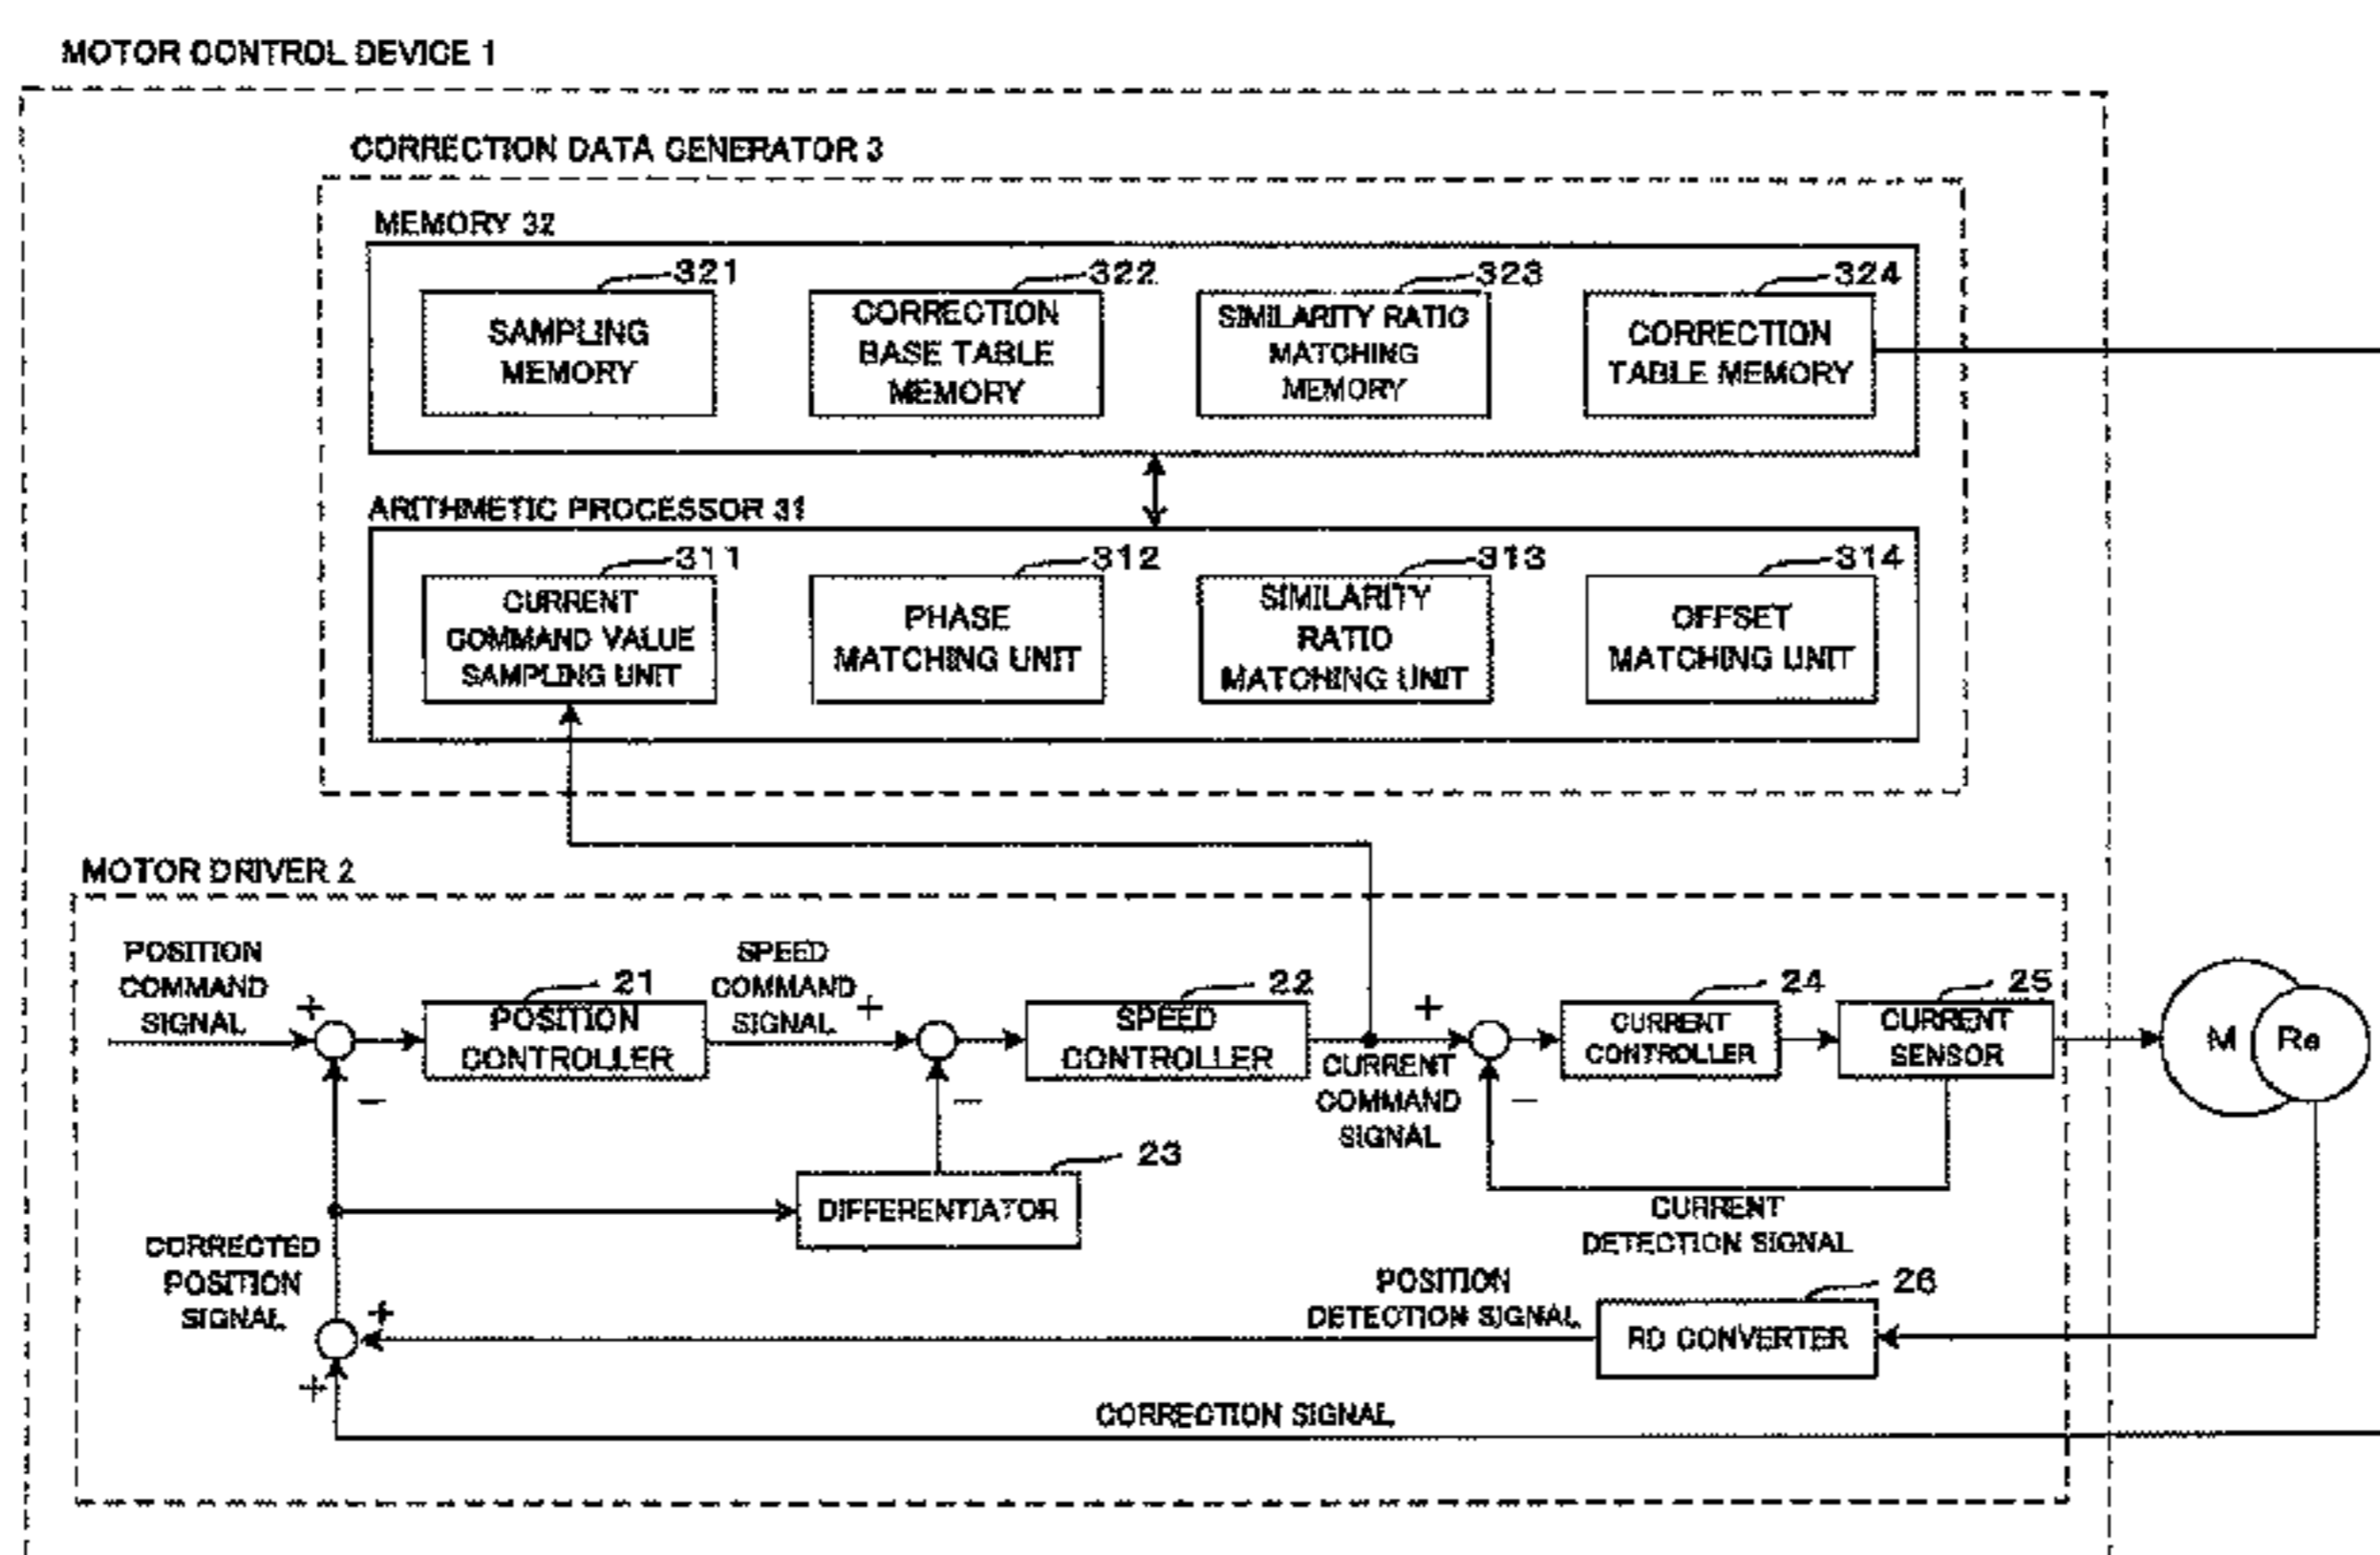 MOTOR CONTROL DEVICE 1
CORRECTION DATA GENERATOR 3
MEMORY 32
321
322
323
324
SAMPLING
MEMORY
CORRECTION
BASE TABLE
MEMORY
SIMILARITY RATIO
MATCHING
MEMORY
CORRECTION
TABLE MEMORY
ARITHMETIC PROCESSOR 31
311
312
313
314
CURRENT
COMMAND VALUE
SAMPLING UNIT
PHASE
MATCHING UNIT
SIMILARITY
RATIO
MATCHING UNIT
OFFSET
MATCHING UNIT
MOTOR DRIVER 2
POSITION
COMMAND
SIGNAL
+
−
21
POSITION
CONTROLLER
SPEED
COMMAND
SIGNAL
+
−
22
SPEED
CONTROLLER
CURRENT
COMMAND
SIGNAL
+
−
24
CURRENT
CONTROLLER
25
CURRENT
SENSOR
M
Re
23
DIFFERENTIATOR
CURRENT
DETECTION SIGNAL
CORRECTED
POSITION
SIGNAL
+
+
POSITION
DETECTION SIGNAL
26
RD CONVERTER
CORRECTION SIGNAL